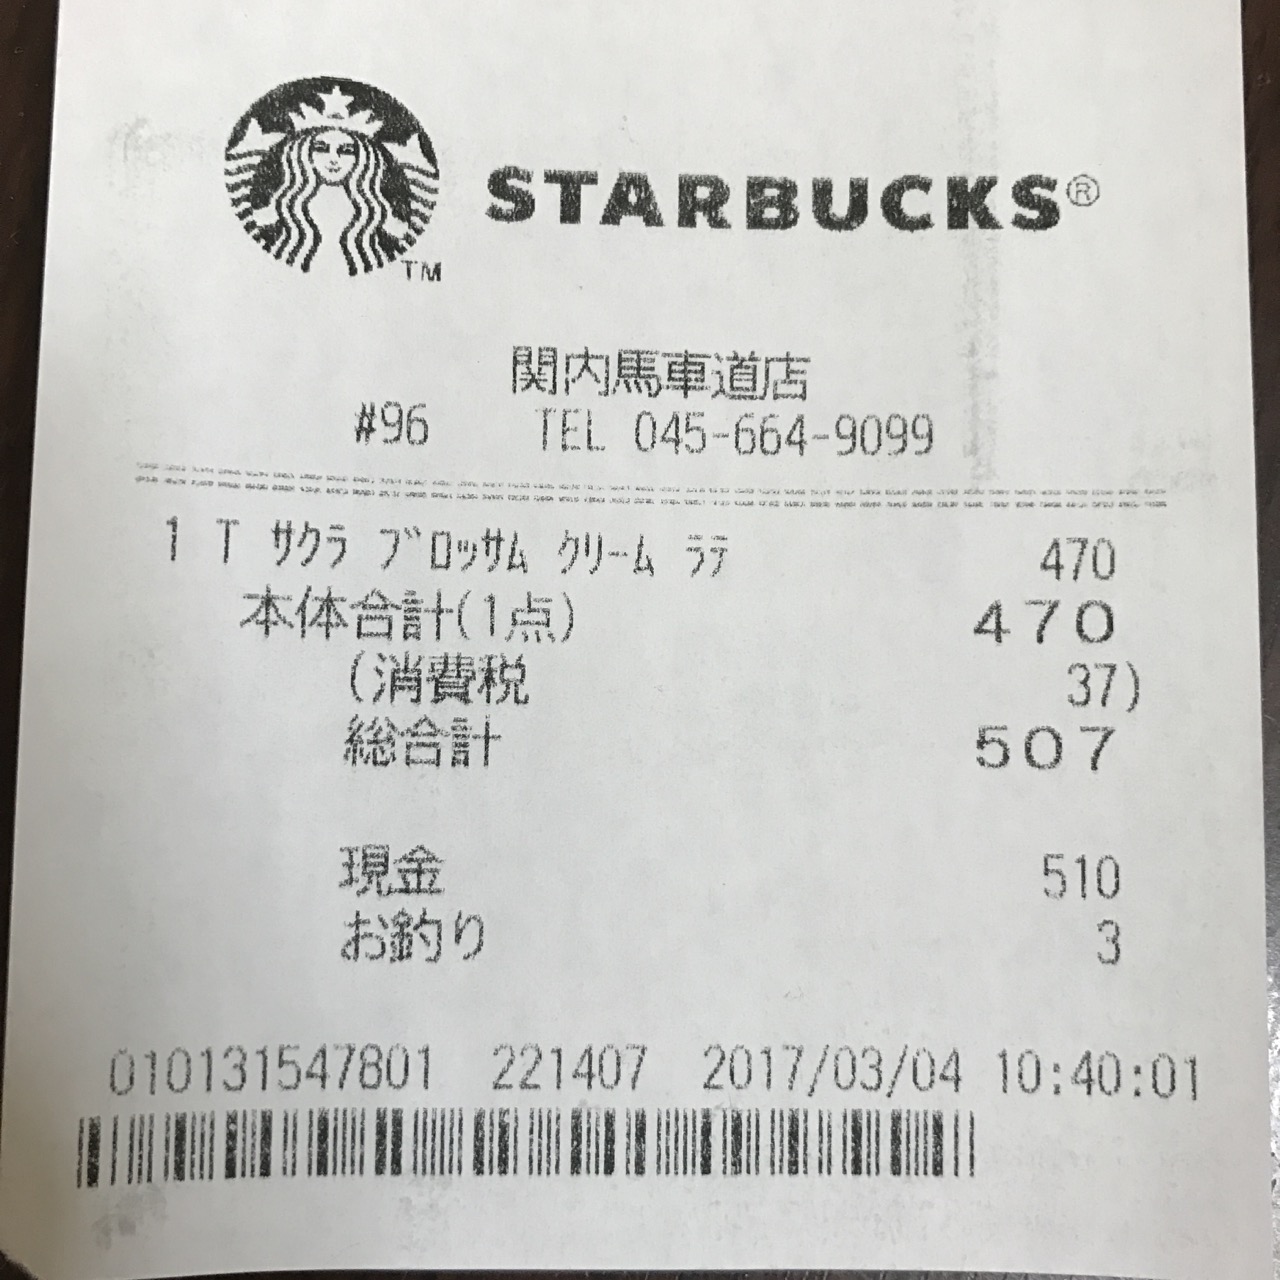 TM
STARBUCKS®
関内馬車道店
#96 TEL 045-664-9099
1 T ｻｸﾗ ﾌﾞﾛｯｻﾑ ｸﾘｰﾑ ﾗﾃ 470
本体合計(1点) 470
(消費税 37)
総合計 507
現金 510
お釣り 3
010131547801 221407 2017/03/04 10:40:01